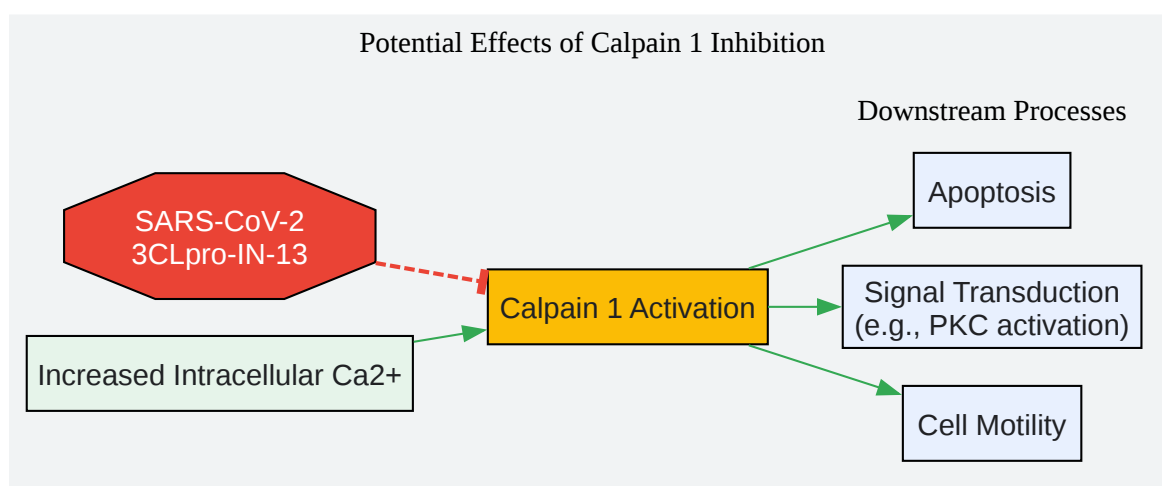 Potential Effects of Calpain 1 Inhibition
Downstream Processes
SARS-CoV-2
3CLpro-IN-13
Increased Intracellular Ca2+
Calpain 1 Activation
Apoptosis
Signal Transduction
(e.g., PKC activation)
Cell Motility